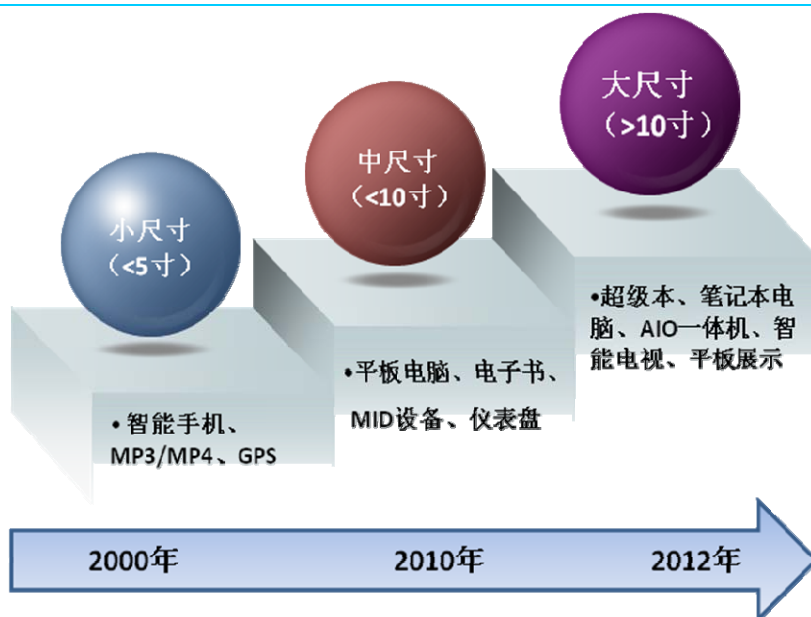 小尺寸
（<5寸）
中尺寸
（<10寸）
大尺寸
（>10寸）
•智能手机、
MP3/MP4、GPS
•平板电脑、电子书、
MID设备、仪表盘
•超级本、笔记本电
脑、AIO一体机、智
能电视、平板展示
2000年
2010年
2012年